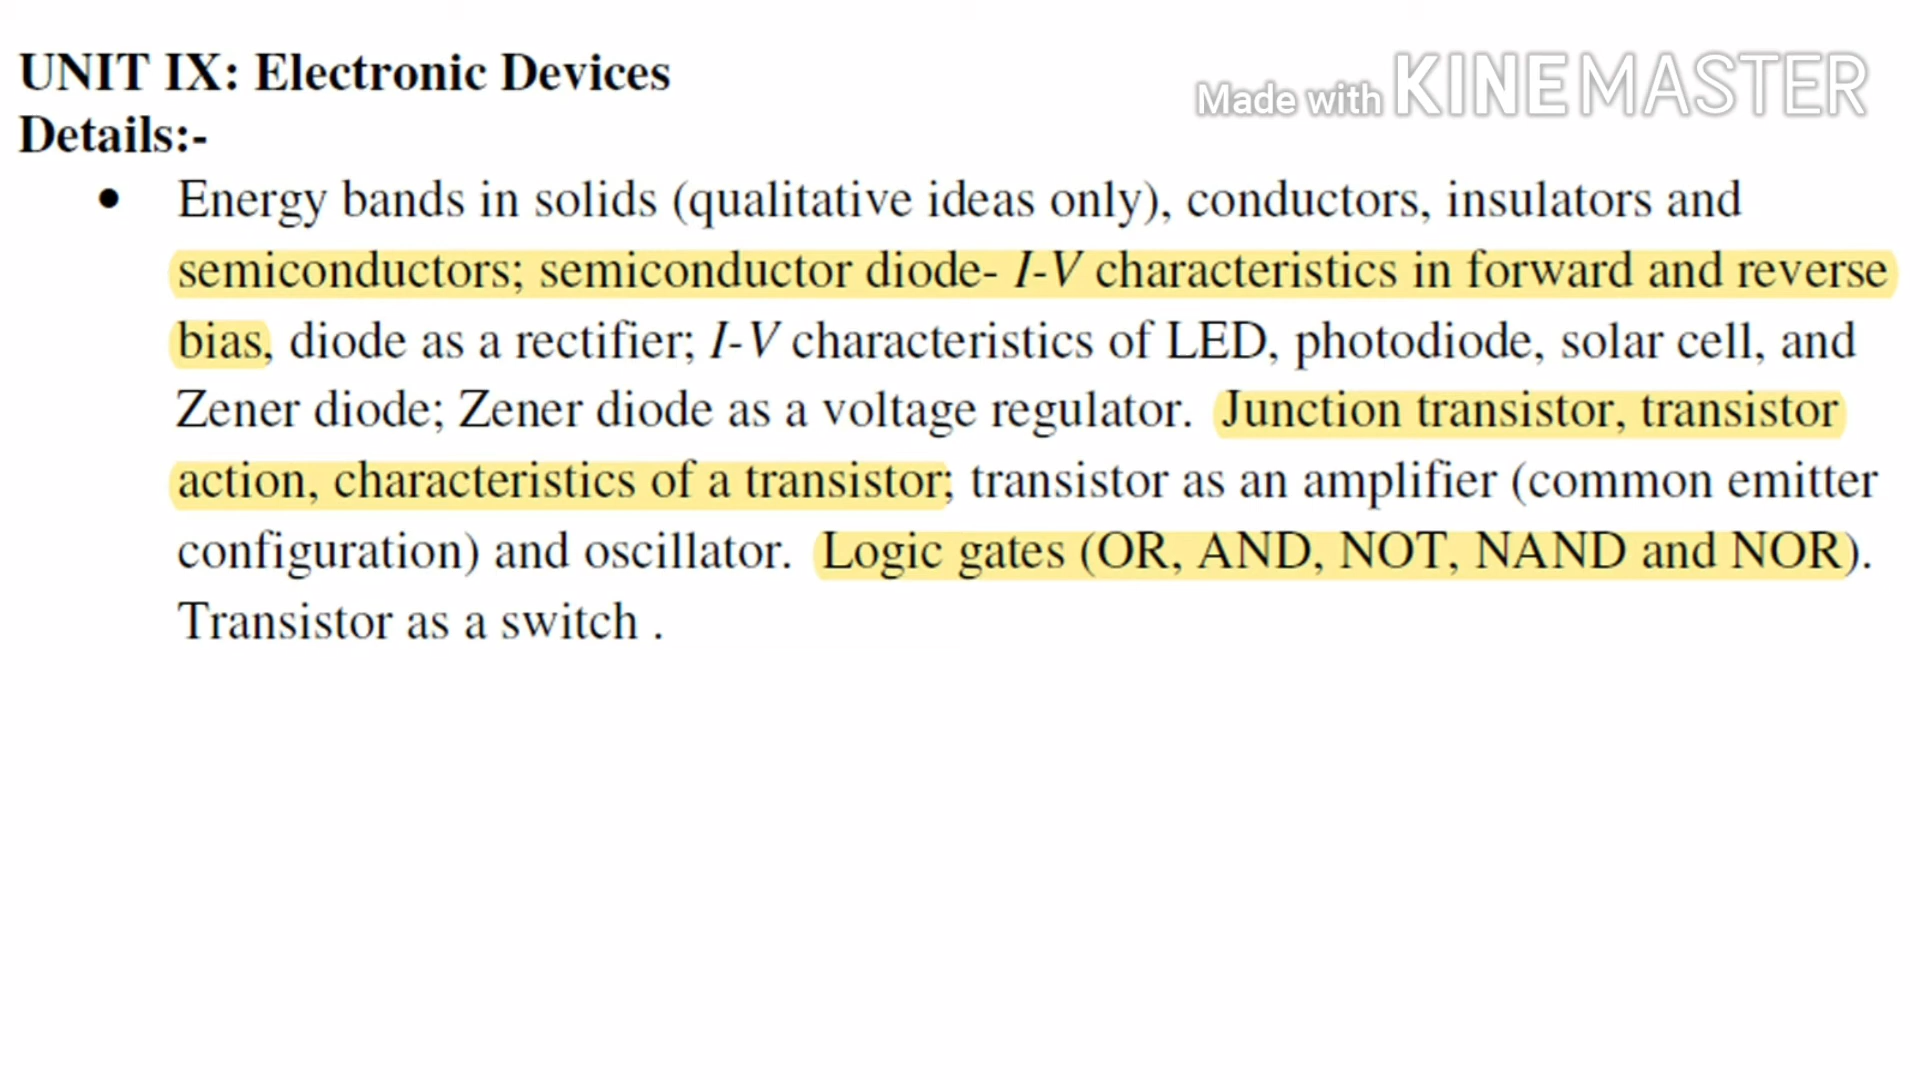 UNIT IX: Electronic Devices
Made with KINEMASTER
Details:-
• Energy bands in solids (qualitative ideas only), conductors, insulators and
semiconductors; semiconductor diode- I-V characteristics in forward and reverse
bias, diode as a rectifier; I-V characteristics of LED, photodiode, solar cell, and
Zener diode; Zener diode as a voltage regulator. Junction transistor, transistor
action, characteristics of a transistor; transistor as an amplifier (common emitter
configuration) and oscillator. Logic gates (OR, AND, NOT, NAND and NOR).
Transistor as a switch .